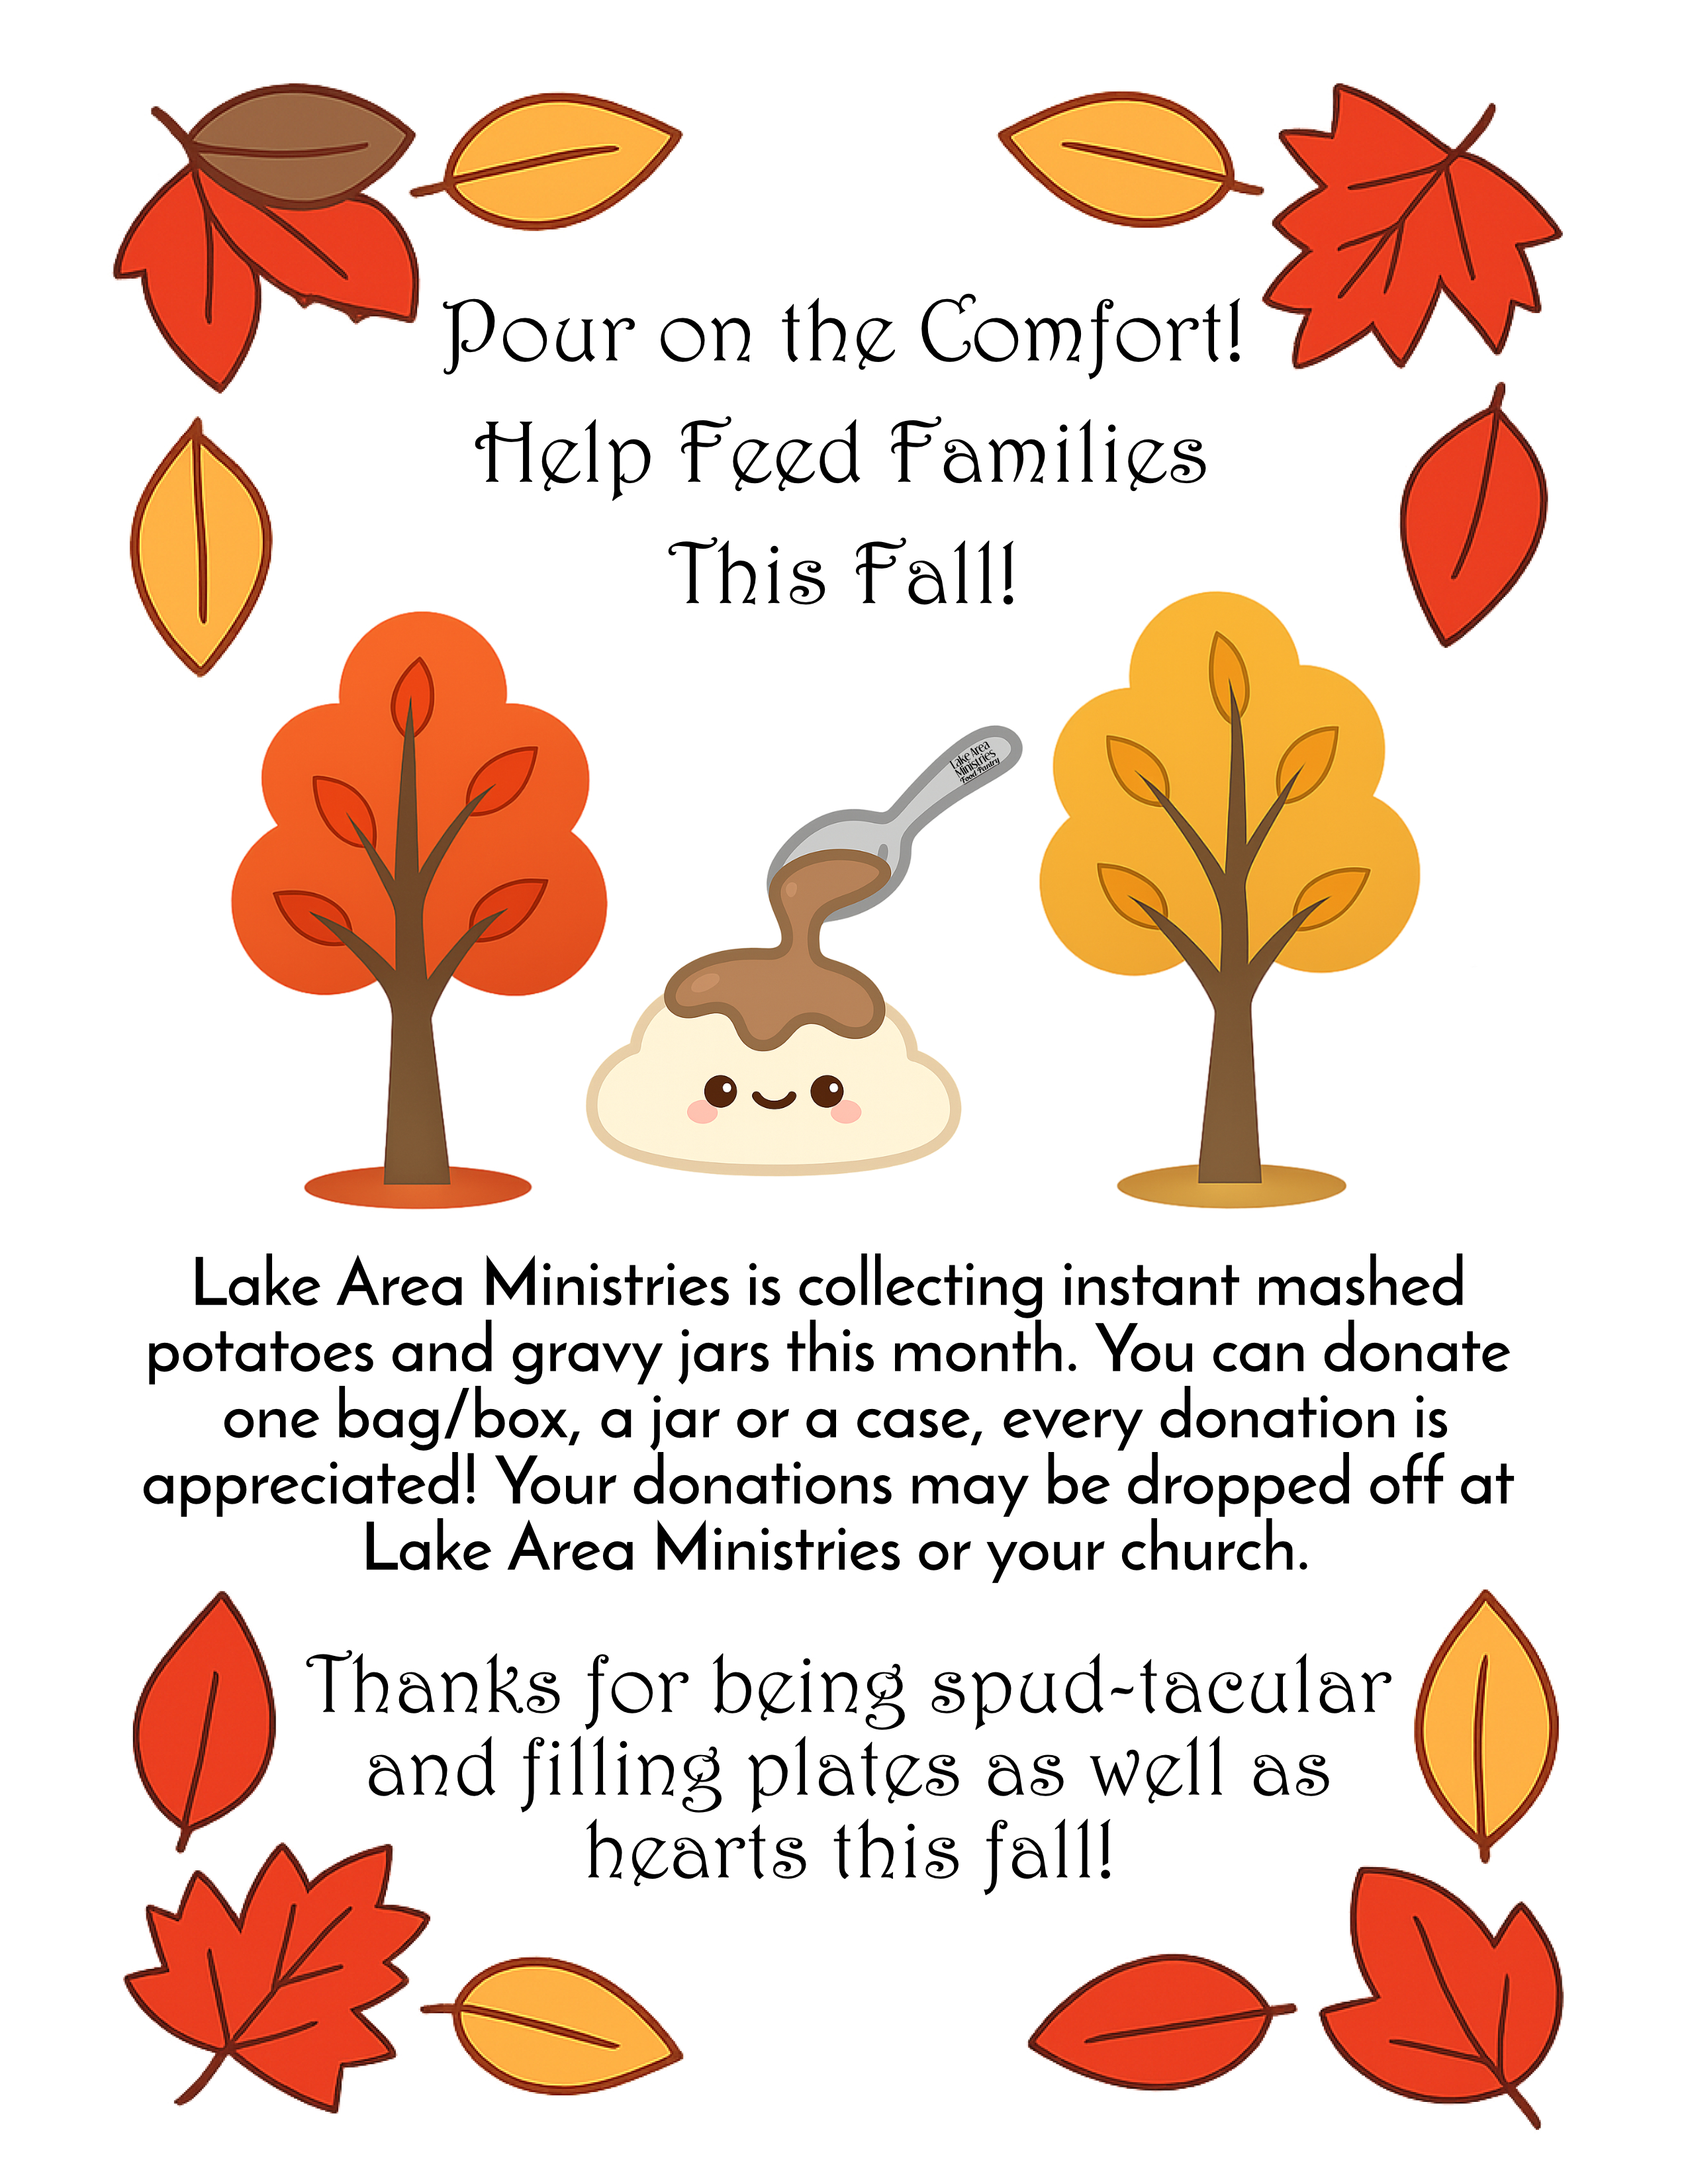 Pour on the Comfort!
Help Feed Families
This Fall!
Lake Area
Ministries
Food Pantry
Lake Area Ministries is collecting instant mashed
potatoes and gravy jars this month. You can donate
one bag/box, a jar or a case, every donation is
appreciated! Your donations may be dropped off at
Lake Area Ministries or your church.
Thanks for being spud-tacular
and filling plates as well as
hearts this fall!